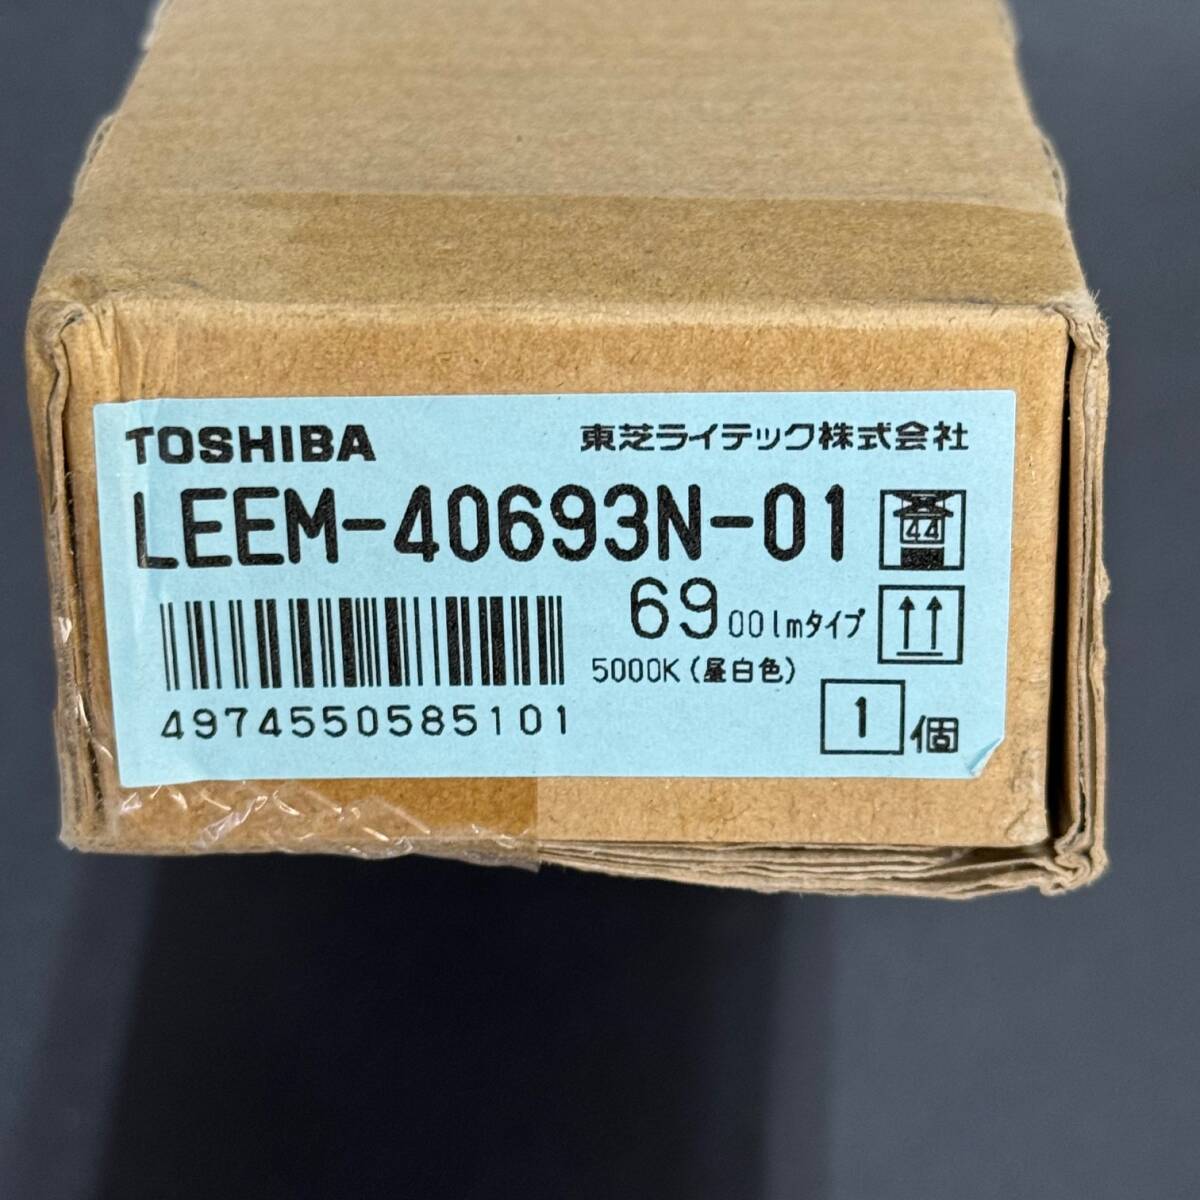 TOSHIBA 東芝ライテック株式会社
LEEM-40693N-01
44
6900lmタイプ
5000K(昼白色)
4974550585101
1個